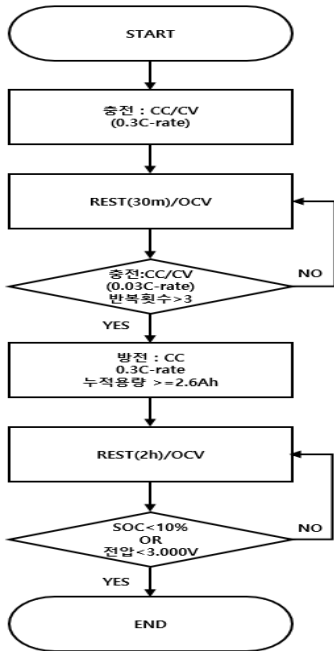 START
충전 : CC/CV
(0.3C-rate)
REST(30m)/OCV
충전:CC/CV
(0.03C-rate)
반복횟수>3
NO
YES
방전 : CC
0.3C-rate
누적용량 >=2.6Ah
REST(2h)/OCV
SOC<10%
OR
전압<3.000V
NO
YES
END